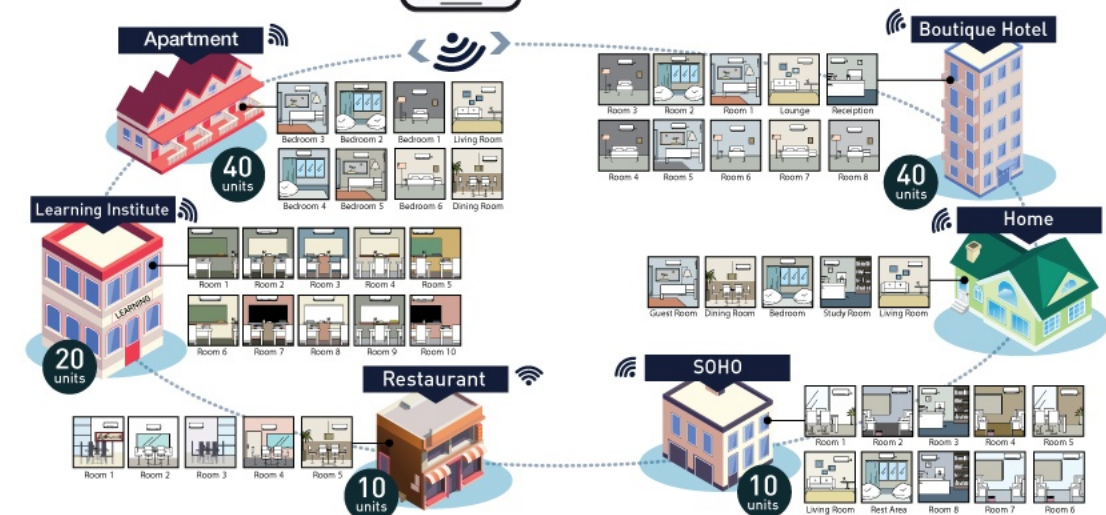 Apartment
Bedroom 3 Bedroom 2 Bedroom 1 Living Room
Bedroom 4 Bedroom 5 Bedroom 6 Dining Room
40
units
Boutique Hotel
Room 3 Room 2 Room 1 Lounge Receiption
Room 4 Room 5 Room 6 Room 7 Room 8
40
units
Learning Institute
LEARNING
Room 1 Room 2 Room 3 Room 4 Room 5
Room 6 Room 7 Room 8 Room 9 Room 10
20
units
Home
Guest Room Dining Room Bedroom Study Room Living Room
Restaurant
Room 1 Room 2 Room 3 Room 4 Room 5
10
units
SOHO
Room 1 Room 2 Room 3 Room 4 Room 5
Living Room Rest Area Room 8 Room 7 Room 6
10
units